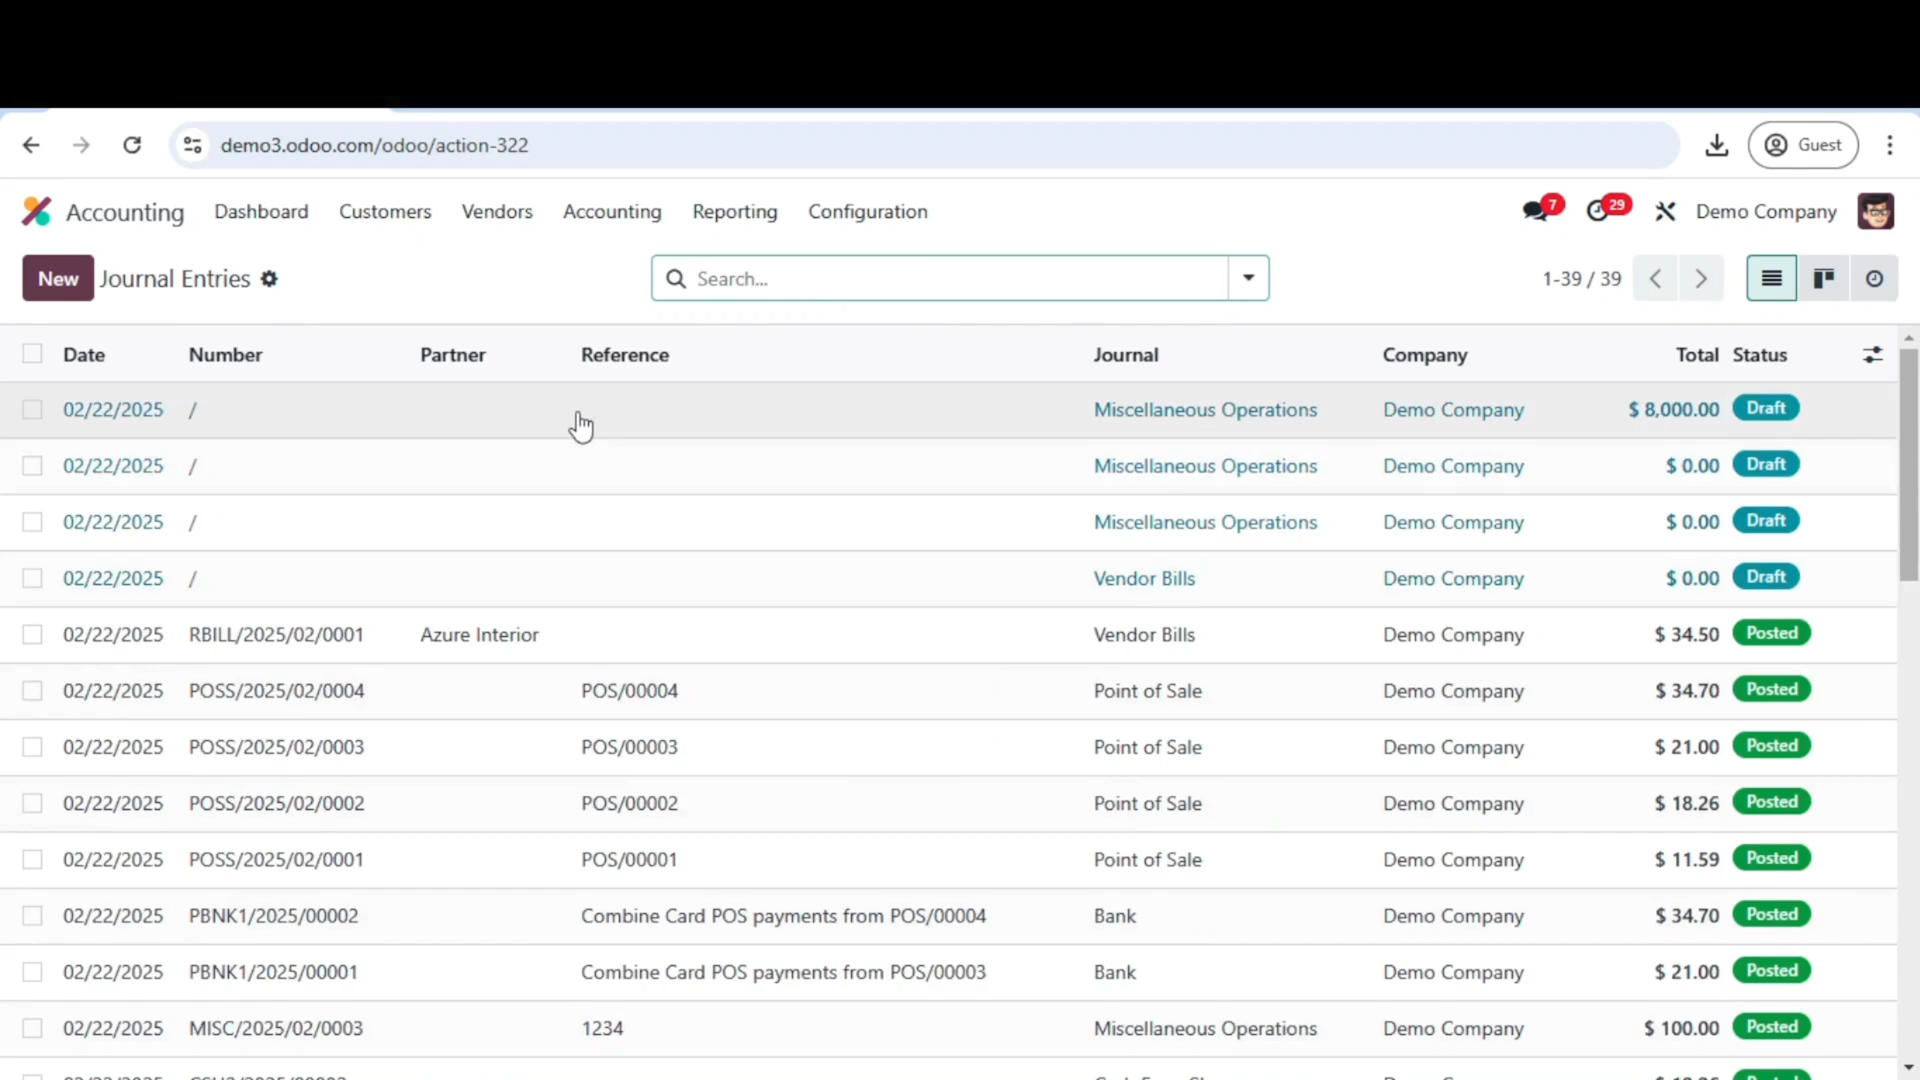 demo3.odoo.com/odoo/action-322 Guest
Accounting Dashboard Customers Vendors Accounting Reporting Configuration 7 29 Demo Company
New Journal Entries Search... 1-39 / 39
Date Number Partner Reference Journal Company Total Status
02/22/2025 / Miscellaneous Operations Demo Company $ 8,000.00 Draft
02/22/2025 / Miscellaneous Operations Demo Company $ 0.00 Draft
02/22/2025 / Miscellaneous Operations Demo Company $ 0.00 Draft
02/22/2025 / Vendor Bills Demo Company $ 0.00 Draft
02/22/2025 RBILL/2025/02/0001 Azure Interior Vendor Bills Demo Company $ 34.50 Posted
02/22/2025 POSS/2025/02/0004 POS/00004 Point of Sale Demo Company $ 34.70 Posted
02/22/2025 POSS/2025/02/0003 POS/00003 Point of Sale Demo Company $ 21.00 Posted
02/22/2025 POSS/2025/02/0002 POS/00002 Point of Sale Demo Company $ 18.26 Posted
02/22/2025 POSS/2025/02/0001 POS/00001 Point of Sale Demo Company $ 11.59 Posted
02/22/2025 PBNK1/2025/00002 Combine Card POS payments from POS/00004 Bank Demo Company $ 34.70 Posted
02/22/2025 PBNK1/2025/00001 Combine Card POS payments from POS/00003 Bank Demo Company $ 21.00 Posted
02/22/2025 MISC/2025/02/0003 1234 Miscellaneous Operations Demo Company $ 100.00 Posted